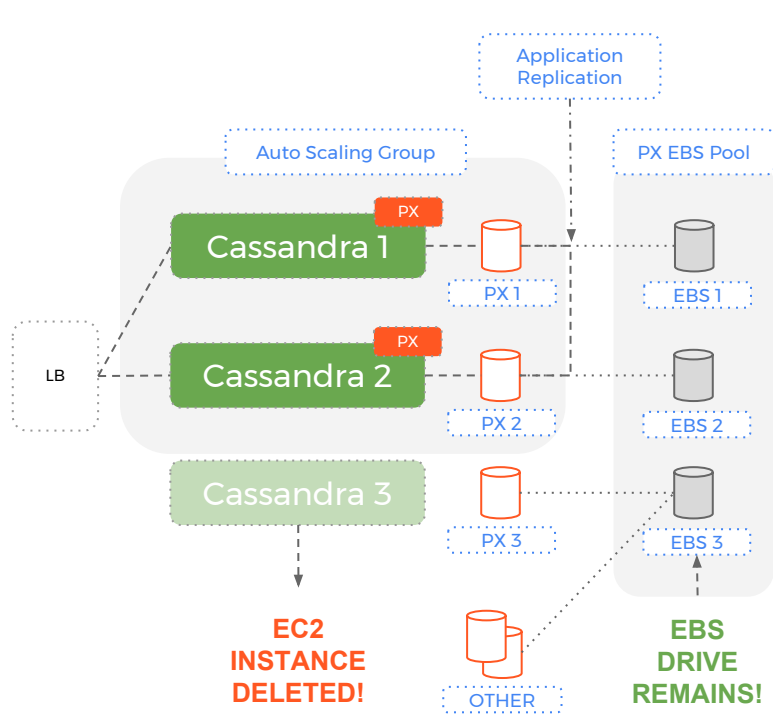 Application
Replication
Auto Scaling Group
PX EBS Pool
PX
Cassandra 1
PX 1
EBS 1
PX
LB
Cassandra 2
PX 2
EBS 2
Cassandra 3
PX 3
EBS 3
EC2
INSTANCE
DELETED!
OTHER
EBS
DRIVE
REMAINS!